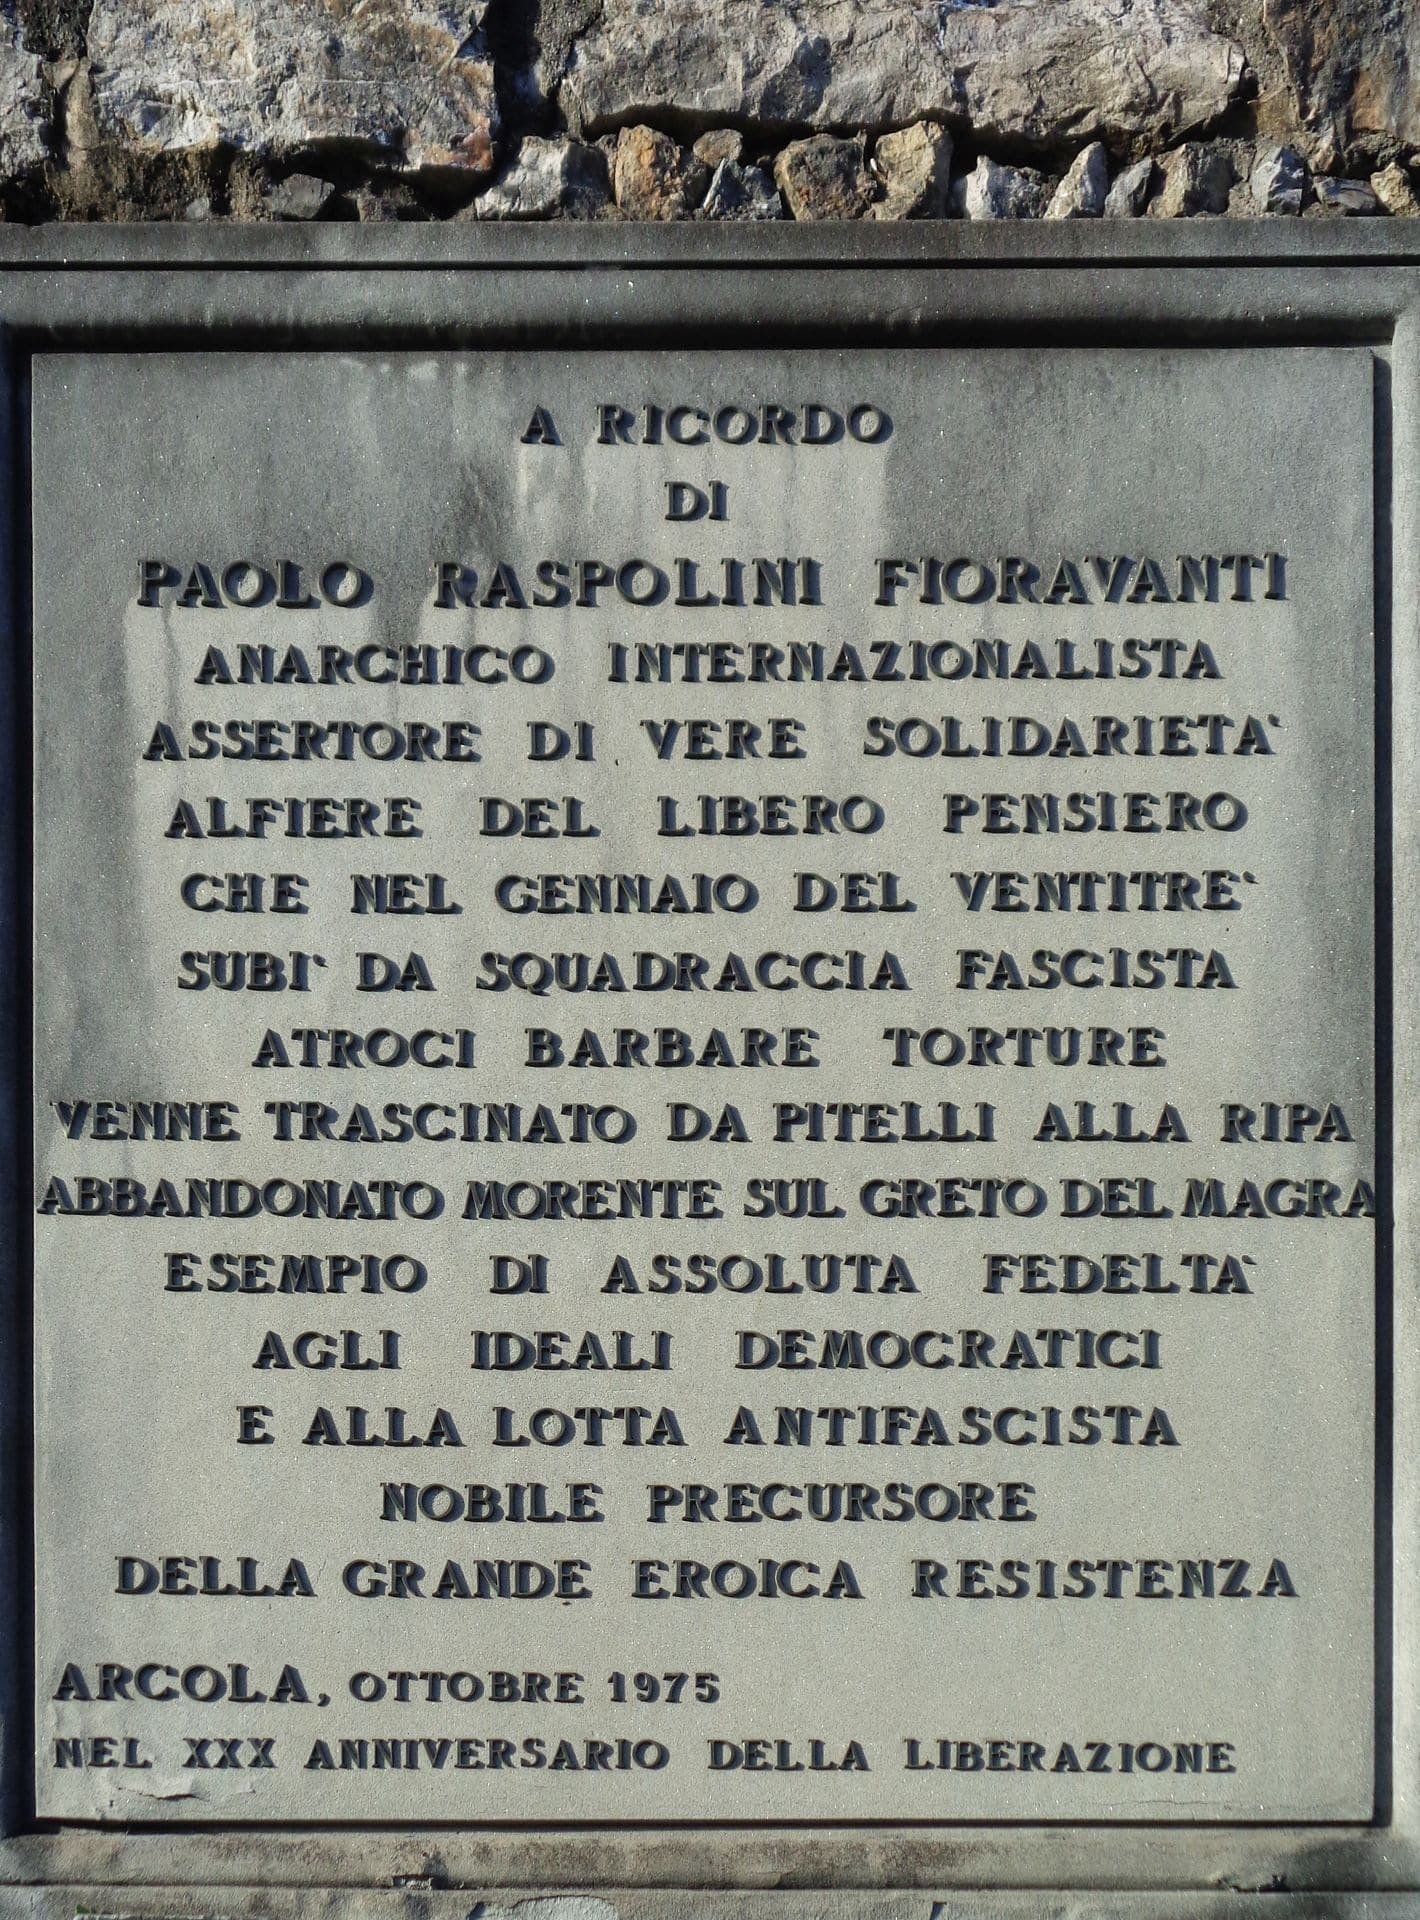 A RICORDO
DI
PAOLO RASPOLINI FIORAVANTI
ANARCHICO INTERNAZIONALISTA
ASSERTORE DI VERE SOLIDARIETA'
ALFIERE DEL LIBERO PENSIERO
CHE NEL GENNAIO DEL VENTITRE'
SUBI' DA SQUADRACCIA FASCISTA
ATROCI BARBARE TORTURE
VENNE TRASCINATO DA PITELLI ALLA RIPA
ABBANDONATO MORENTE SUL GRETO DEL MAGRA
ESEMPIO DI ASSOLUTA FEDELTA'
AGLI IDEALI DEMOCRATICI
E ALLA LOTTA ANTIFASCISTA
NOBILE PRECURSORE
DELLA GRANDE EROICA RESISTENZA
ARCOLA, OTTOBRE 1975
NEL XXX ANNIVERSARIO DELLA LIBERAZIONE